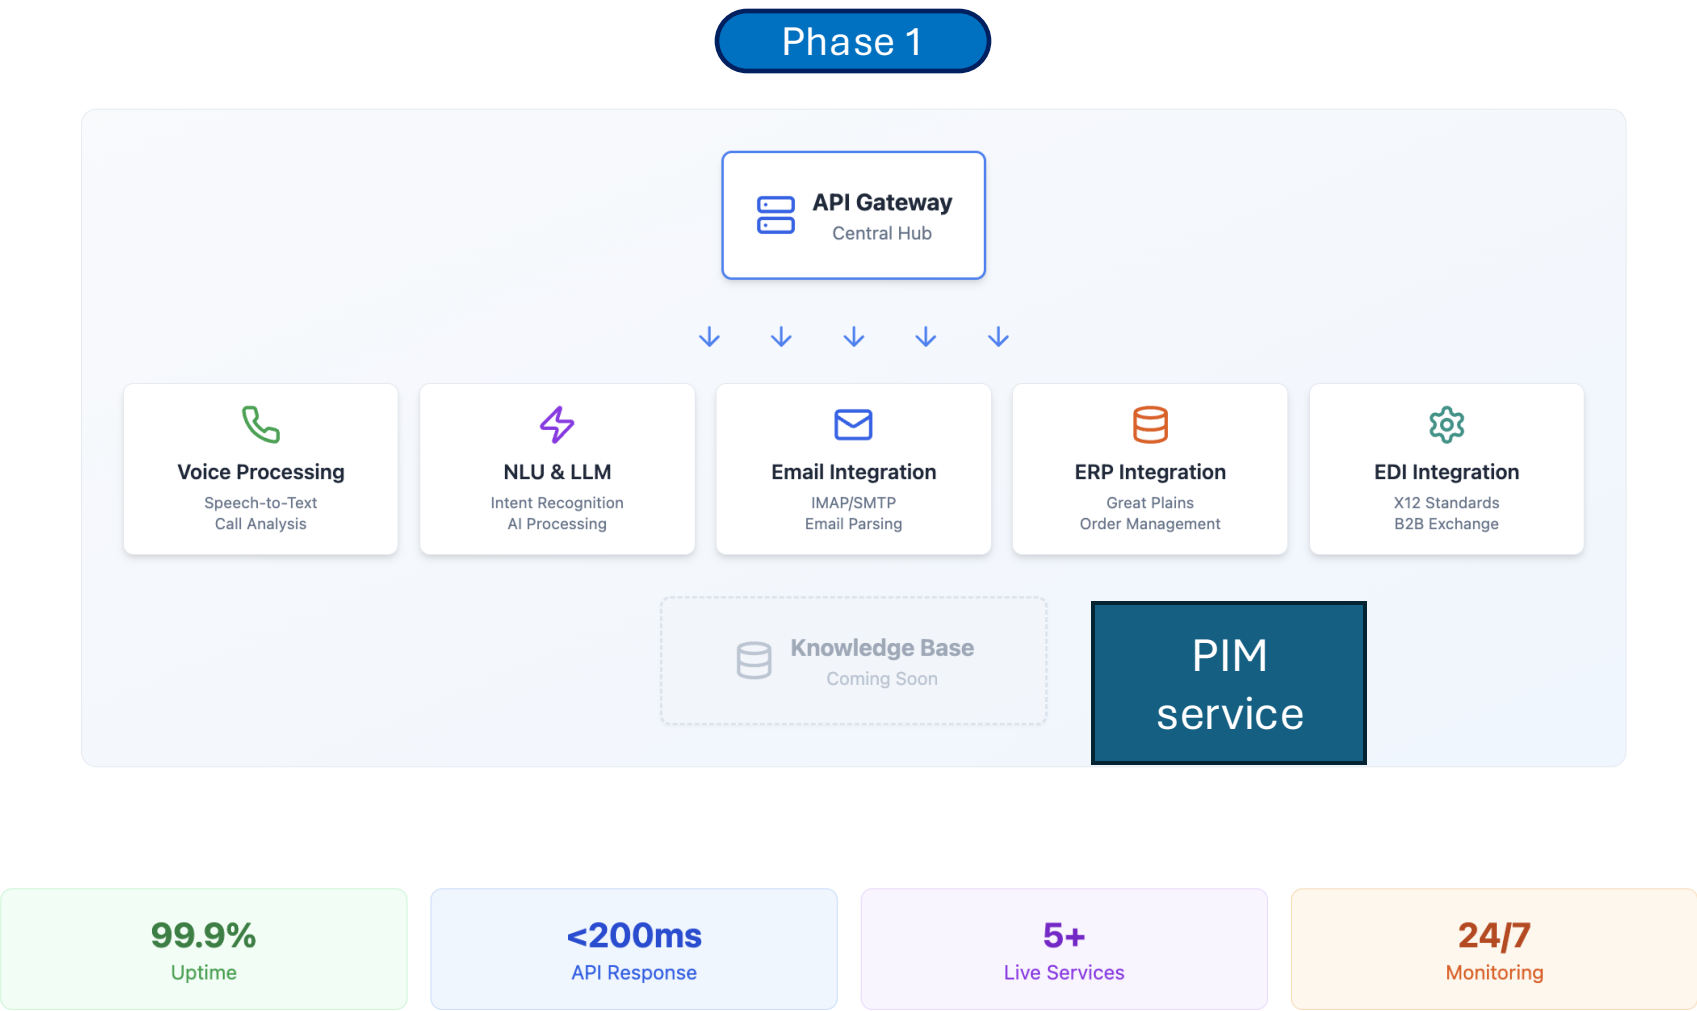 Phase 1
API Gateway
Central Hub
Voice Processing
Speech-to-Text
Call Analysis
NLU & LLM
Intent Recognition
AI Processing
Email Integration
IMAP/SMTP
Email Parsing
ERP Integration
Great Plains
Order Management
EDI Integration
X12 Standards
B2B Exchange
Knowledge Base
Coming Soon
PIM
service
99.9%
Uptime
<200ms
API Response
5+
Live Services
24/7
Monitoring